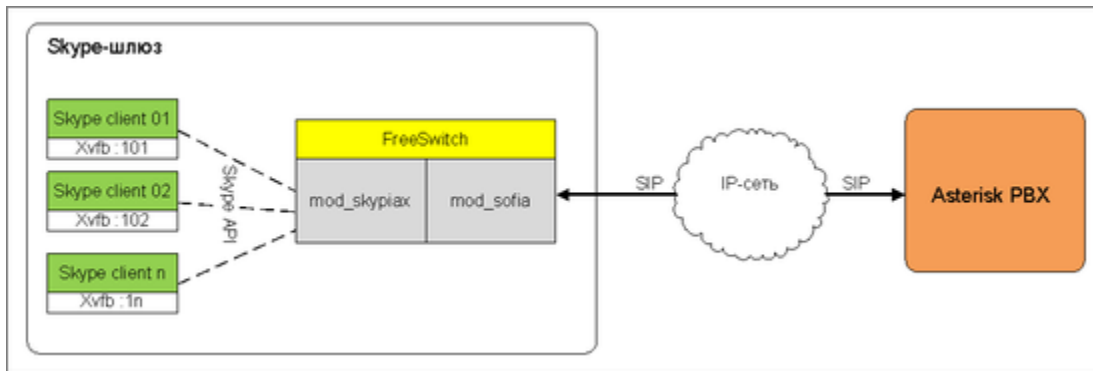 Skype-шлюз
Skype client 01
Xvfb : 101
Skype client 02
Xvfb : 102
Skype client n
Xvfb : 1n
Skype API
FreeSwitch
mod_skypiax
mod_sofia
SIP
IP-сеть
SIP
Asterisk PBX